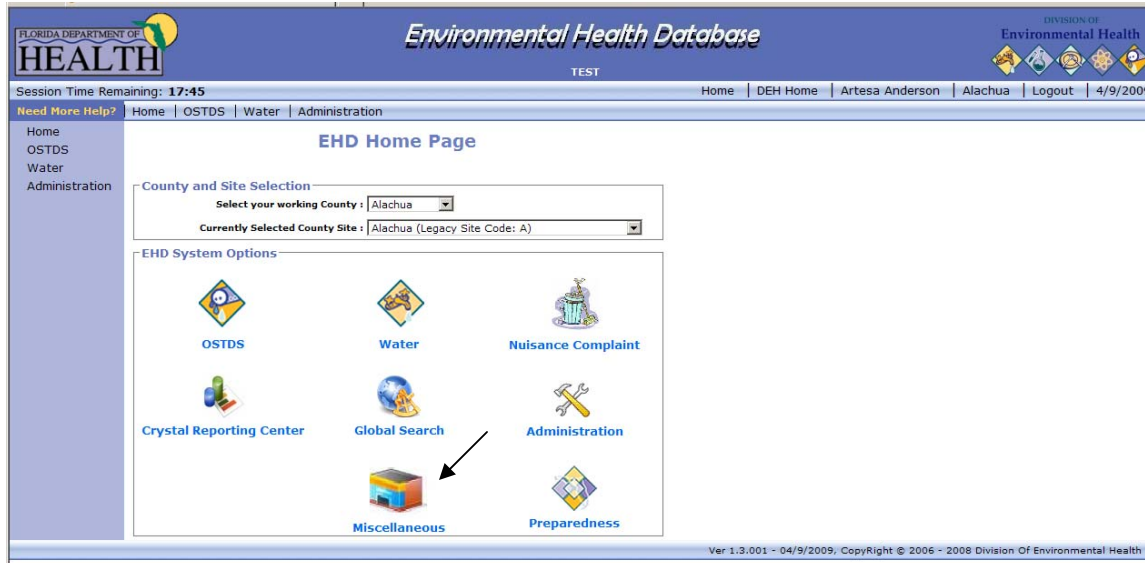 FLORIDA DEPARTMENT OF
HEALTH
Environmental Health Database
TEST
DIVISION OF
Environmental Health
Session Time Remaining: 17:45
Home | DEH Home | Artesa Anderson | Alachua | Logout | 4/9/2009
Need More Help? | Home | OSTDS | Water | Administration
Home
OSTDS
Water
Administration
EHD Home Page
County and Site Selection
Select your working County : Alachua
Currently Selected County Site : Alachua (Legacy Site Code: A)
EHD System Options
OSTDS
Water
Nuisance Complaint
Crystal Reporting Center
Global Search
Administration
Miscellaneous
Preparedness
Ver 1.3.001 - 04/9/2009, CopyRight © 2006 - 2008 Division Of Environmental Health